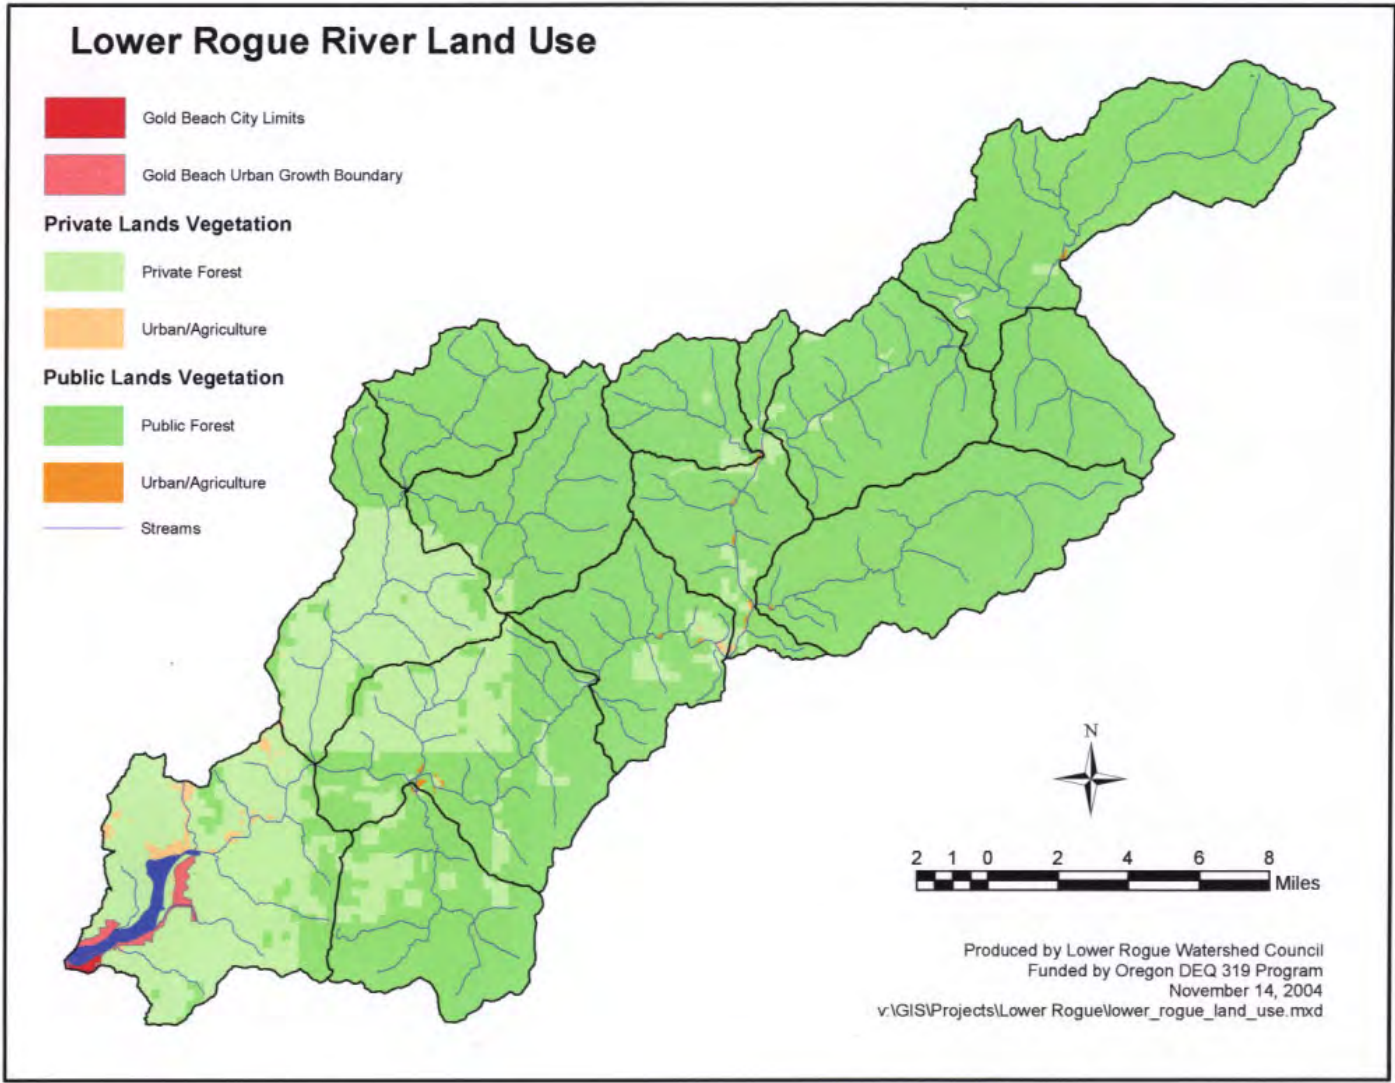 Lower Rogue River Land Use
Gold Beach City Limits
Gold Beach Urban Growth Boundary
Private Lands Vegetation
Private Forest
Urban/Agriculture
Public Lands Vegetation
Public Forest
Urban/Agriculture
Streams
N
2 1 0 2 4 6 8
Miles
Produced by Lower Rogue Watershed Council
Funded by Oregon DEQ 319 Program
November 14, 2004
v:\GIS\Projects\Lower Rogue\lower_rogue_land_use.mxd